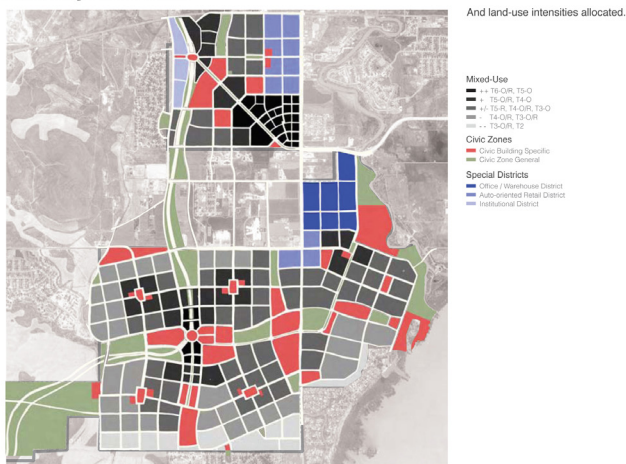 And land-use intensities allocated.
Mixed-Use
++ T6-O/R, T5-O
+ T5-O/R, T4-O
+/- T5-R, T4-O/R, T3-O
- T4-O/R, T3-O/R
- - T3-O/R, T2
Civic Zones
Civic Building Specific
Civic Zone General
Special Districts
Office / Warehouse District
Auto-oriented Retail District
Institutional District